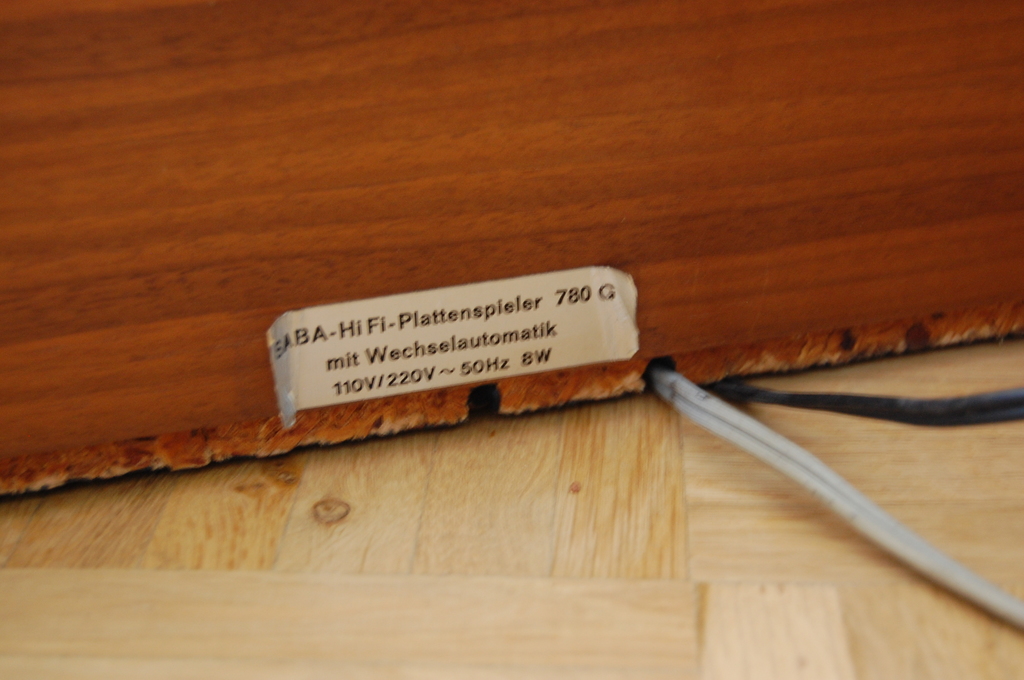 SABA-Hi Fi-Plattenspieler 780 G
mit Wechselautomatik
110V/220V ~ 50Hz 8W